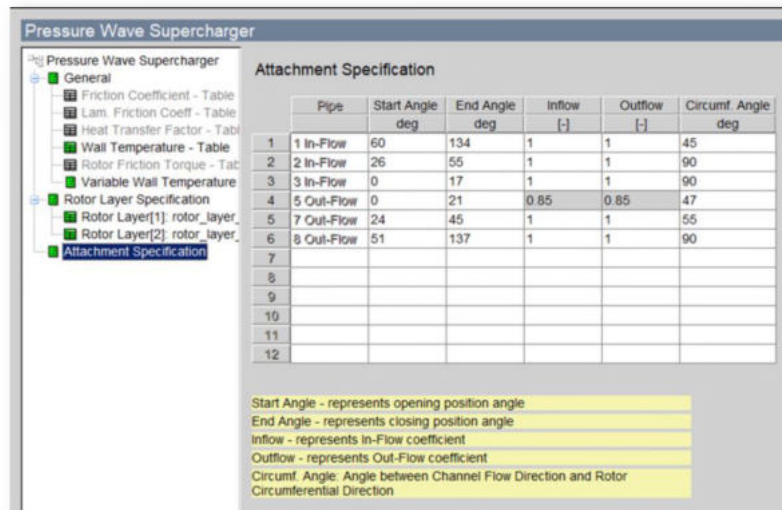 Pressure Wave Supercharger
Pressure Wave Supercharger
General
Friction Coefficient - Table
Lam. Friction Coeff - Table
Heat Transfer Factor - Tabl
Wall Temperature - Table
Rotor Friction Torque - Tab
Variable Wall Temperature
Rotor Layer Specification
Rotor Layer[1]: rotor_layer_
Rotor Layer[2]: rotor_layer_
Attachment Specification
Attachment Specification
Pipe Start Angle End Angle Inflow Outflow Circumf. Angle
deg deg [-] [-] deg
1 1 In-Flow 60 134 1 1 45
2 2 In-Flow 26 55 1 1 90
3 3 In-Flow 0 17 1 1 90
4 5 Out-Flow 0 21 0.85 0.85 47
5 7 Out-Flow 24 45 1 1 55
6 8 Out-Flow 51 137 1 1 90
7
8
9
10
11
12
Start Angle - represents opening position angle
End Angle - represents closing position angle
Inflow - represents In-Flow coefficient
Outflow - represents Out-Flow coefficient
Circumf. Angle: Angle between Channel Flow Direction and Rotor
Circumferential Direction